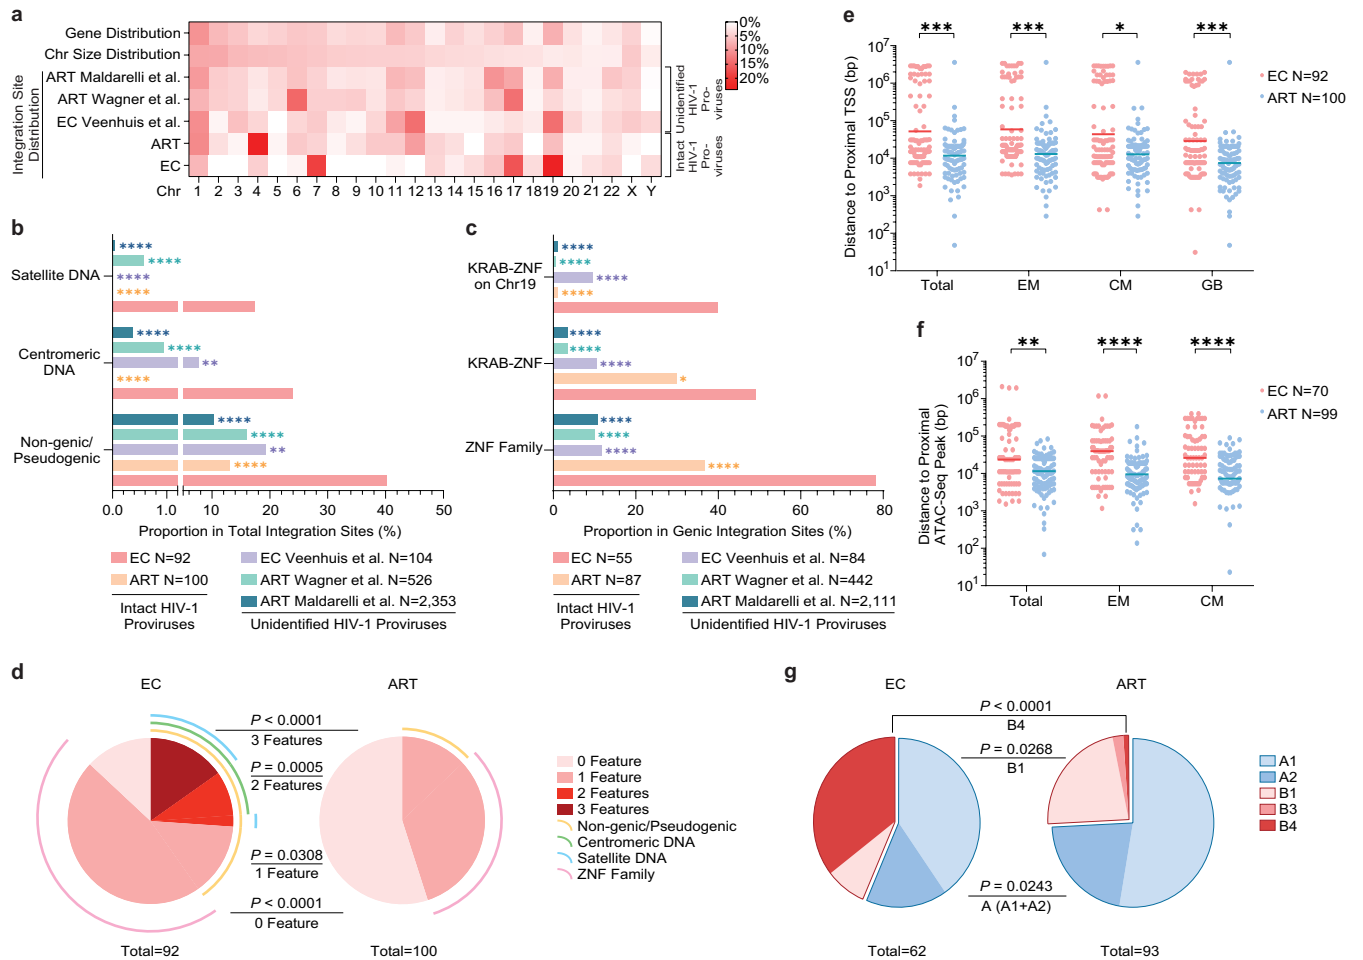 a
Gene Distribution
Chr Size Distribution
ART Maldarelli et al.
ART Wagner et al.
EC Veenhuis et al.
ART
EC
Integration Site
Distribution
Chr 1 2 3 4 5 6 7 8 9 10 11 12 13 14 15 16 17 18 19 20 21 22 X Y
Unidentified
HIV-1
Pro-
viruses
Intact
HIV-1
Pro-
viruses
0%
5%
10%
15%
20%
b
Satellite DNA
Centromeric
DNA
Non-genic/
Pseudogenic
****
****
****
****
****
****
**
****
****
****
**
****
0.0 1.0 10 20 30 40 50
Proportion in Total Integration Sites (%)
EC N=92
ART N=100
Intact HIV-1
Proviruses
EC Veenhuis et al. N=104
ART Wagner et al. N=526
ART Maldarelli et al. N=2,353
Unidentified HIV-1 Proviruses
c
KRAB-ZNF
on Chr19
KRAB-ZNF
ZNF Family
****
****
****
****
****
****
****
*
****
****
****
****
0 20 40 60 80
Proportion in Genic Integration Sites (%)
EC N=55
ART N=87
Intact HIV-1
Proviruses
EC Veenhuis et al. N=84
ART Wagner et al. N=442
ART Maldarelli et al. N=2,111
Unidentified HIV-1 Proviruses
d
EC
ART
P < 0.0001
3 Features
P = 0.0005
2 Features
P = 0.0308
1 Feature
P < 0.0001
0 Feature
Total=92
Total=100
0 Feature
1 Feature
2 Features
3 Features
Non-genic/Pseudogenic
Centromeric DNA
Satellite DNA
ZNF Family
e
Distance to Proximal TSS (bp)
10^7
10^6
10^5
10^4
10^3
10^2
10^1
*** *** * ***
Total EM CM GB
EC N=92
ART N=100
f
Distance to Proximal
ATAC-Seq Peak (bp)
10^7
10^6
10^5
10^4
10^3
10^2
10^1
** **** ****
Total EM CM
EC N=70
ART N=99
g
EC
ART
P < 0.0001
B4
P = 0.0268
B1
P = 0.0243
A (A1+A2)
Total=62
Total=93
A1
A2
B1
B3
B4